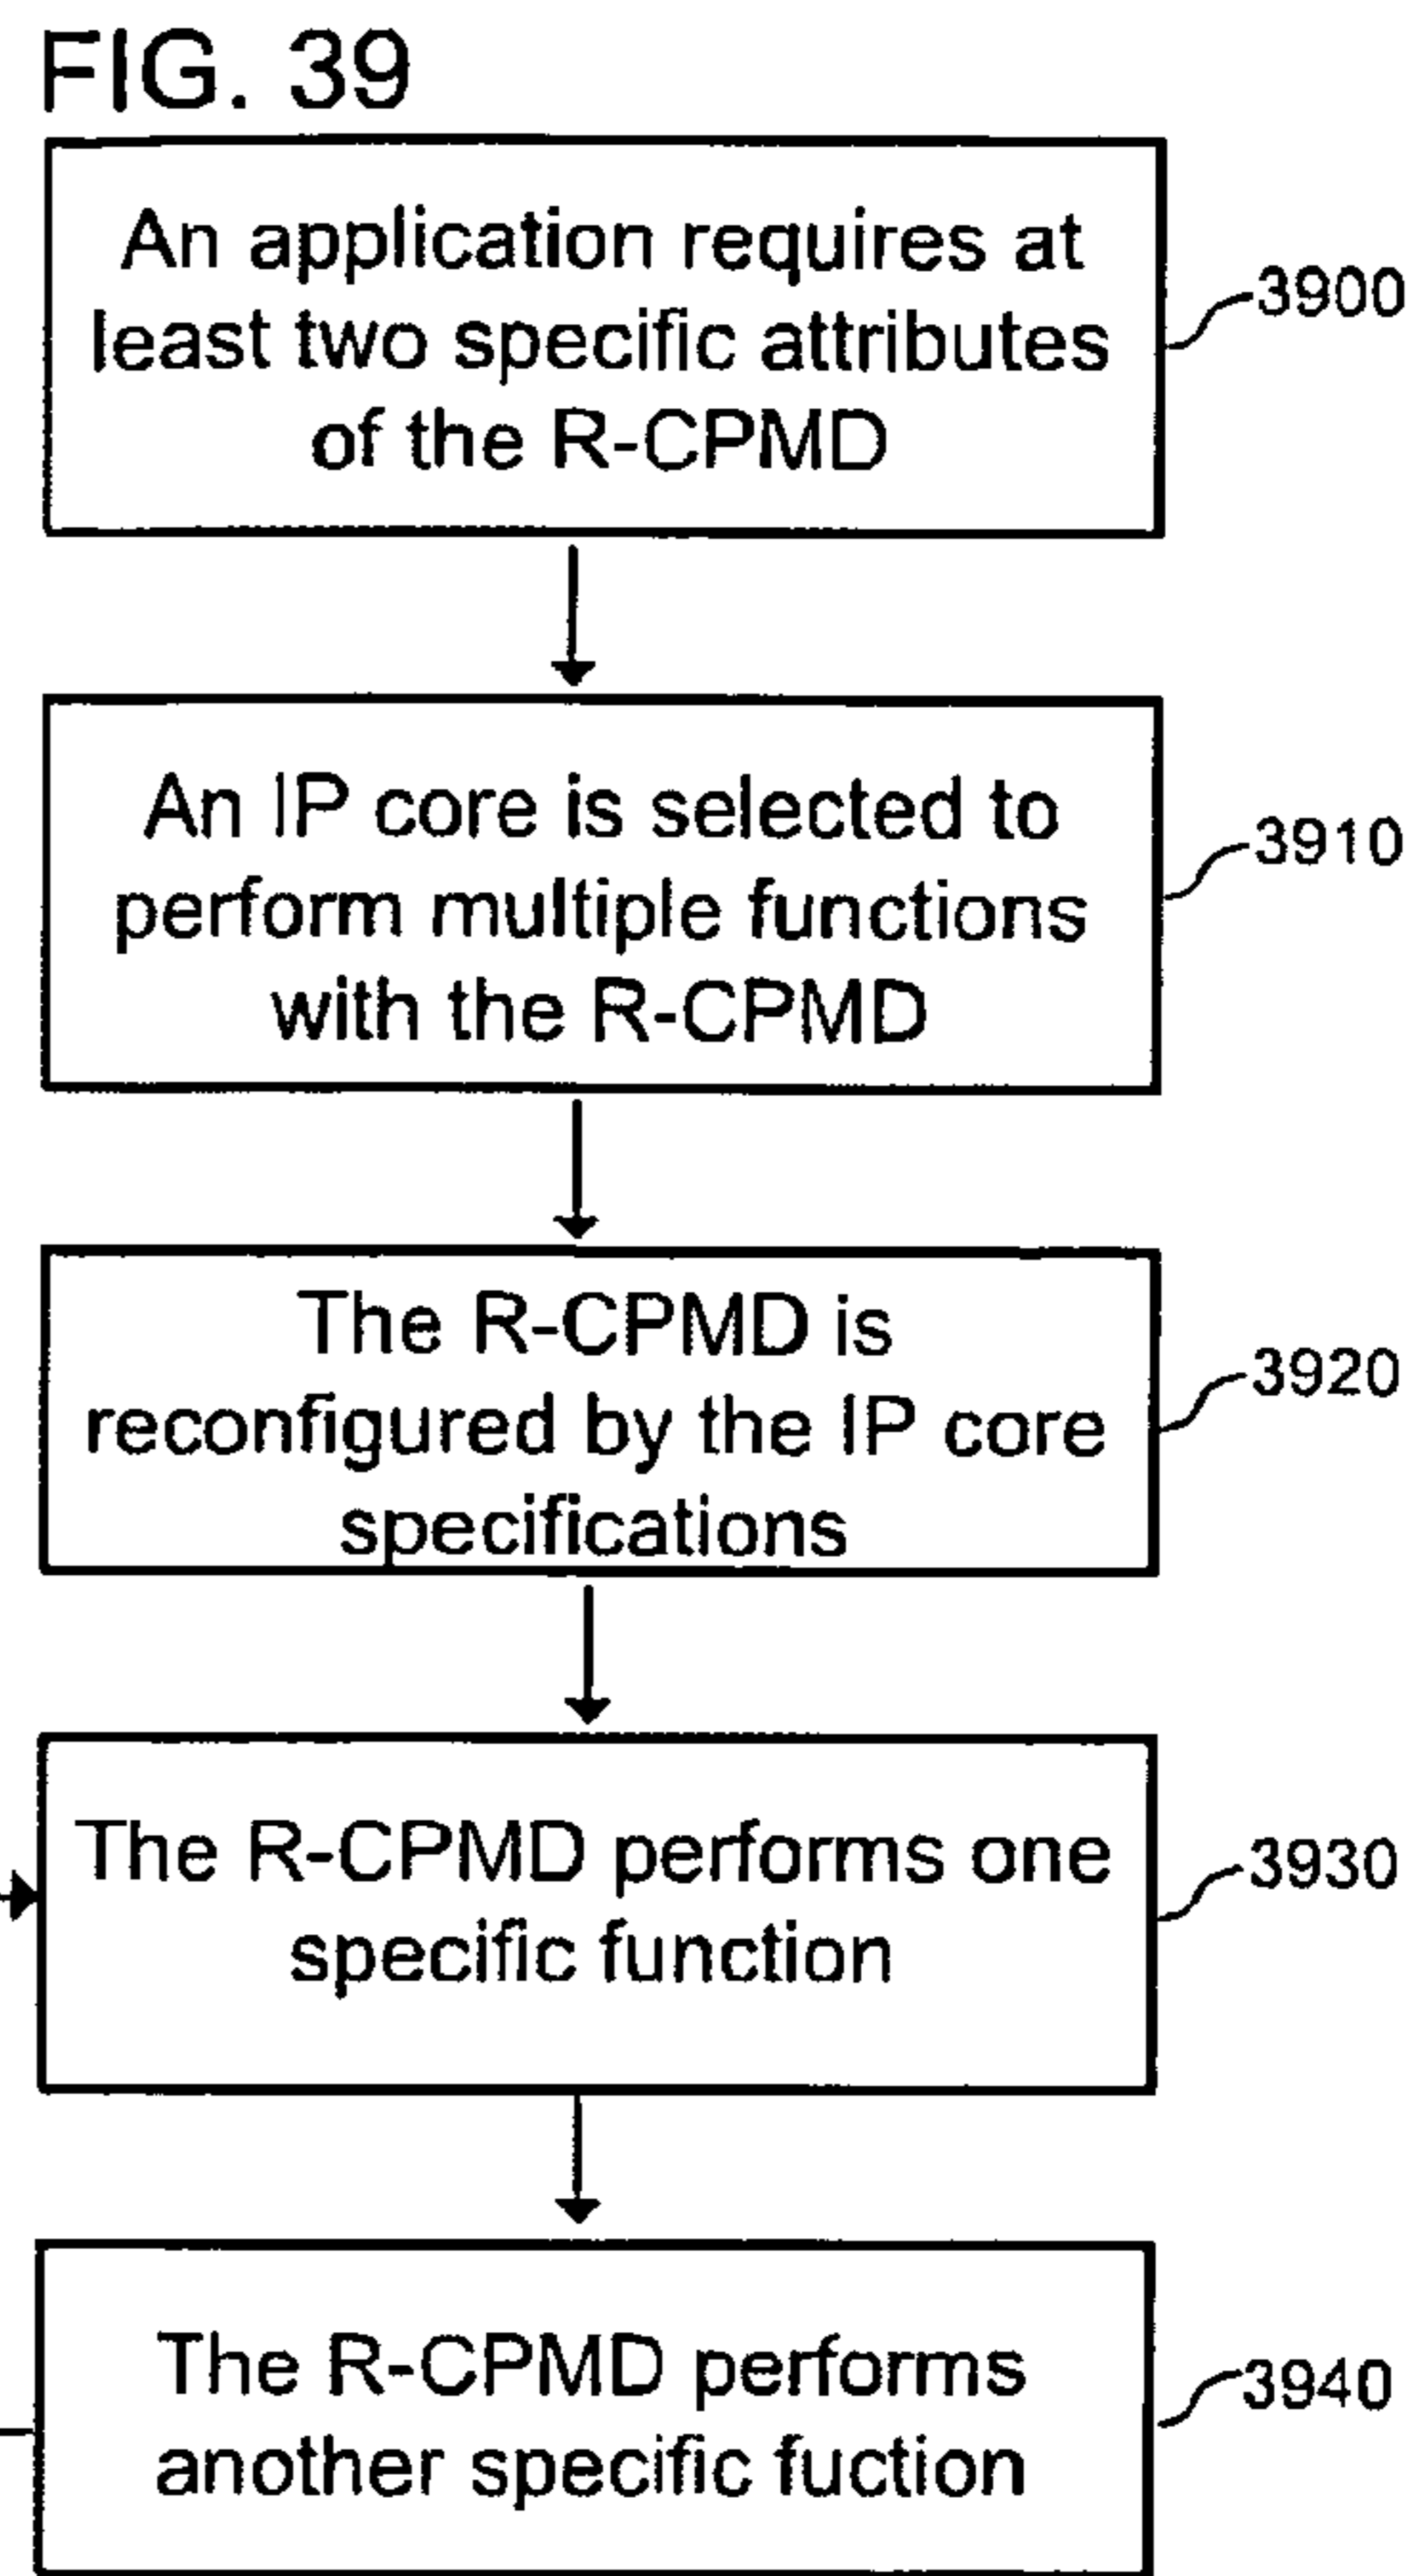 FIG. 39
An application requires at
least two specific attributes
of the R-CPMD
3900
An IP core is selected to
perform multiple functions
with the R-CPMD
3910
The R-CPMD is
reconfigured by the IP core
specifications
3920
The R-CPMD performs one
specific function
3930
The R-CPMD performs
another specific fuction
3940